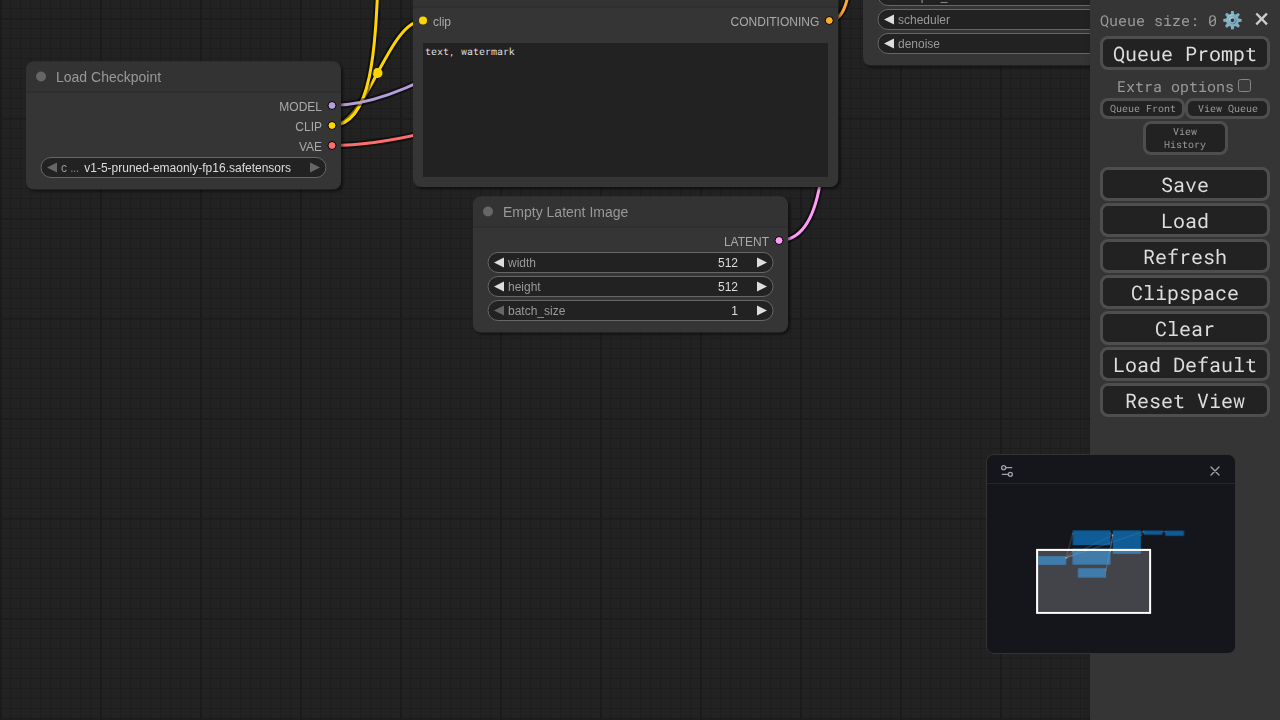 clip
CONDITIONING
text, watermark
scheduler
denoise
Load Checkpoint
MODEL
CLIP
VAE
c ... v1-5-pruned-emaonly-fp16.safetensors
Empty Latent Image
LATENT
width 512
height 512
batch_size 1
Queue size: 0
Queue Prompt
Extra options
Queue Front
View Queue
View
History
Save
Load
Refresh
Clipspace
Clear
Load Default
Reset View